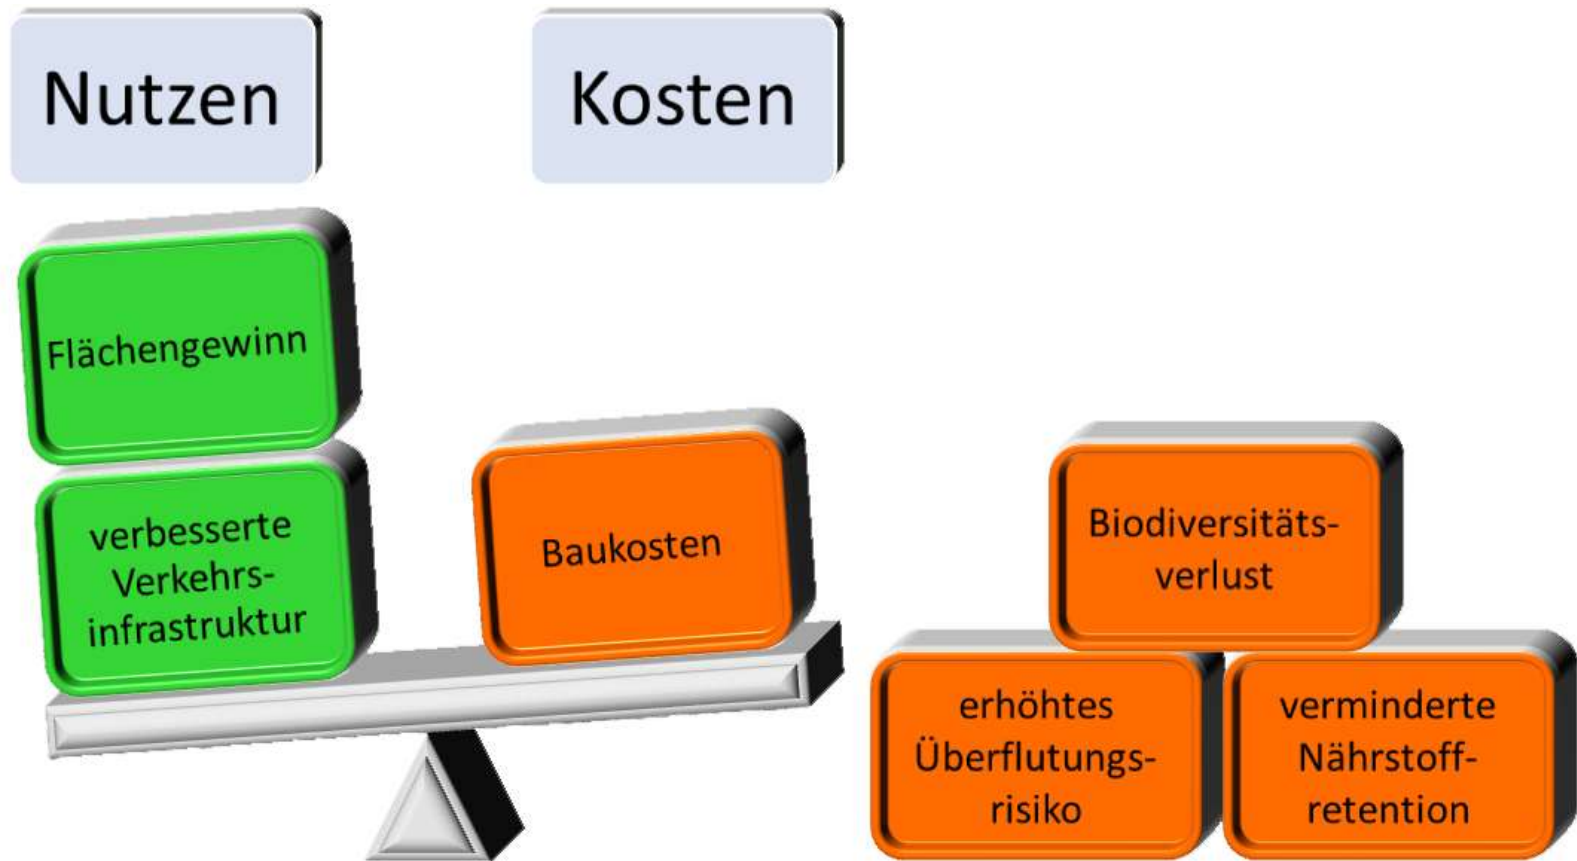 Nutzen
Kosten
Flächengewinn
verbesserte
Verkehrs-
infrastruktur
Baukosten
Biodiversitäts-
verlust
erhöhtes
Überflutungs-
risiko
verminderte
Nährstoff-
retention